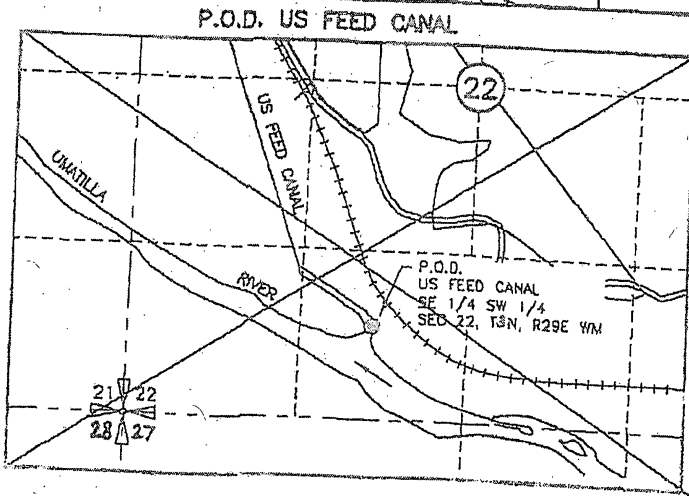 P.O.D. US FEED CANAL
22
US FEED CANAL
UMATILLA
RIVER
P.O.D.
US FEED CANAL
SE 1/4 SW 1/4
SEC 22, T3N, R29E WM
21 22
28 27